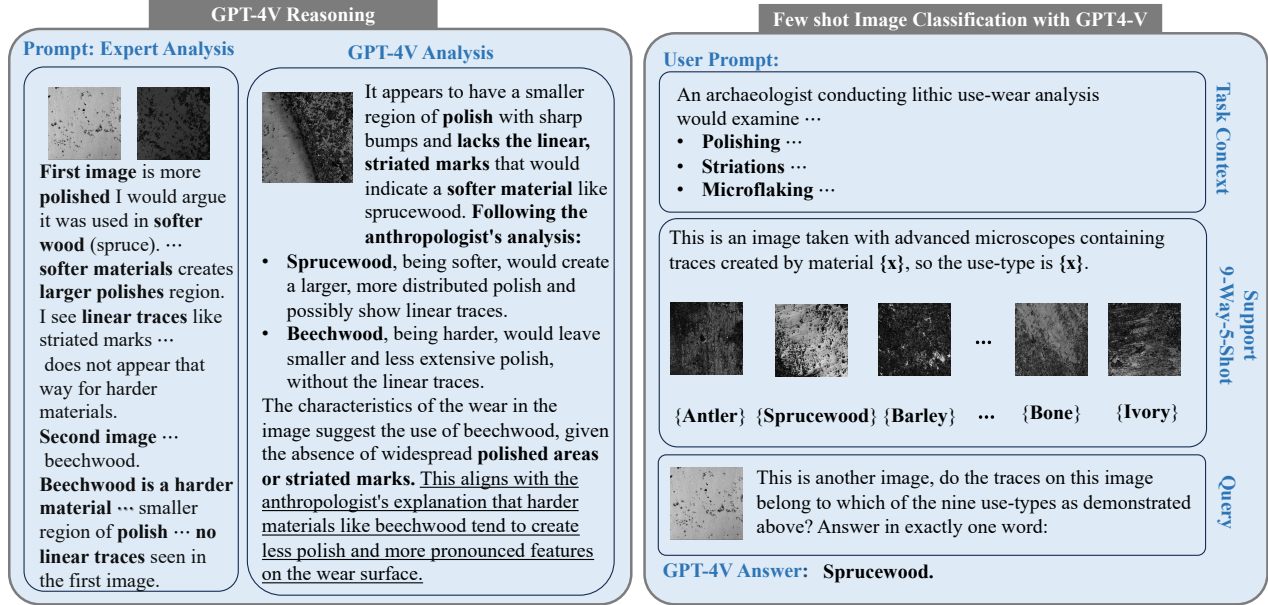 GPT-4V Reasoning
Prompt: Expert Analysis
First image is more
polished I would argue
it was used in softer
wood (spruce). ⋯
softer materials creates
larger polishes region.
I see linear traces like
striated marks ⋯
does not appear that
way for harder
materials.
Second image ⋯
beechwood.
Beechwood is a harder
material ⋯ smaller
region of polish ⋯ no
linear traces seen in
the first image.
GPT-4V Analysis
It appears to have a smaller
region of polish with sharp
bumps and lacks the linear,
striated marks that would
indicate a softer material like
sprucewood. Following the
anthropologist's analysis:
• Sprucewood, being softer, would create
a larger, more distributed polish and
possibly show linear traces.
• Beechwood, being harder, would leave
smaller and less extensive polish,
without the linear traces.
The characteristics of the wear in the
image suggest the use of beechwood, given
the absence of widespread polished areas
or striated marks. This aligns with the
anthropologist's explanation that harder
materials like beechwood tend to create
less polish and more pronounced features
on the wear surface.
Few shot Image Classification with GPT4-V
User Prompt:
An archaeologist conducting lithic use-wear analysis
would examine ⋯
• Polishing ⋯
• Striations ⋯
• Microflaking ⋯
Task Context
This is an image taken with advanced microscopes containing
traces created by material {x}, so the use-type is {x}.
⋯
{Antler} {Sprucewood} {Barley} ⋯ {Bone} {Ivory}
Support
9-Way-5-Shot
This is another image, do the traces on this image
belong to which of the nine use-types as demonstrated
above? Answer in exactly one word:
Query
GPT-4V Answer: Sprucewood.